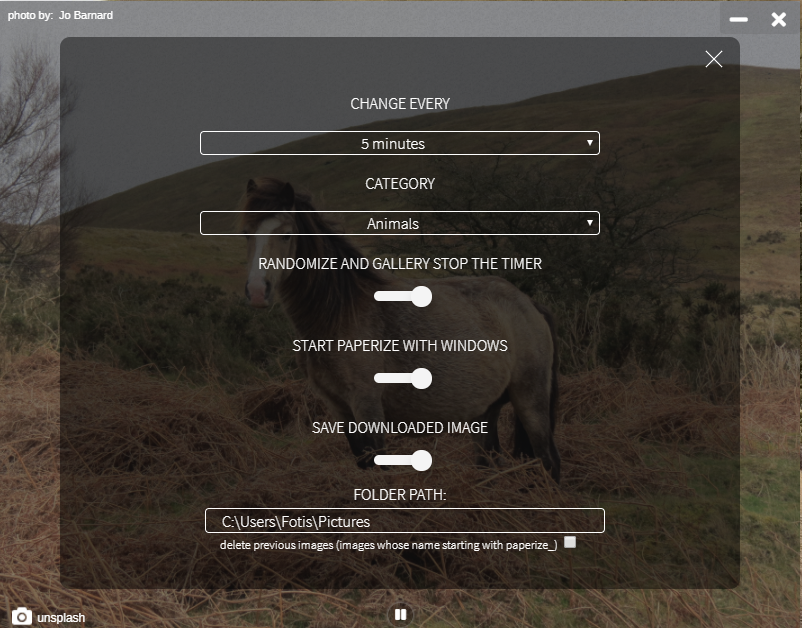 photo by: Jo Barnard
CHANGE EVERY
5 minutes
CATEGORY
Animals
RANDOMIZE AND GALLERY STOP THE TIMER
START PAPERIZE WITH WINDOWS
SAVE DOWNLOADED IMAGE
FOLDER PATH:
C:\Users\Fotis\Pictures
delete previous images (images whose name starting with paperize_)
unsplash